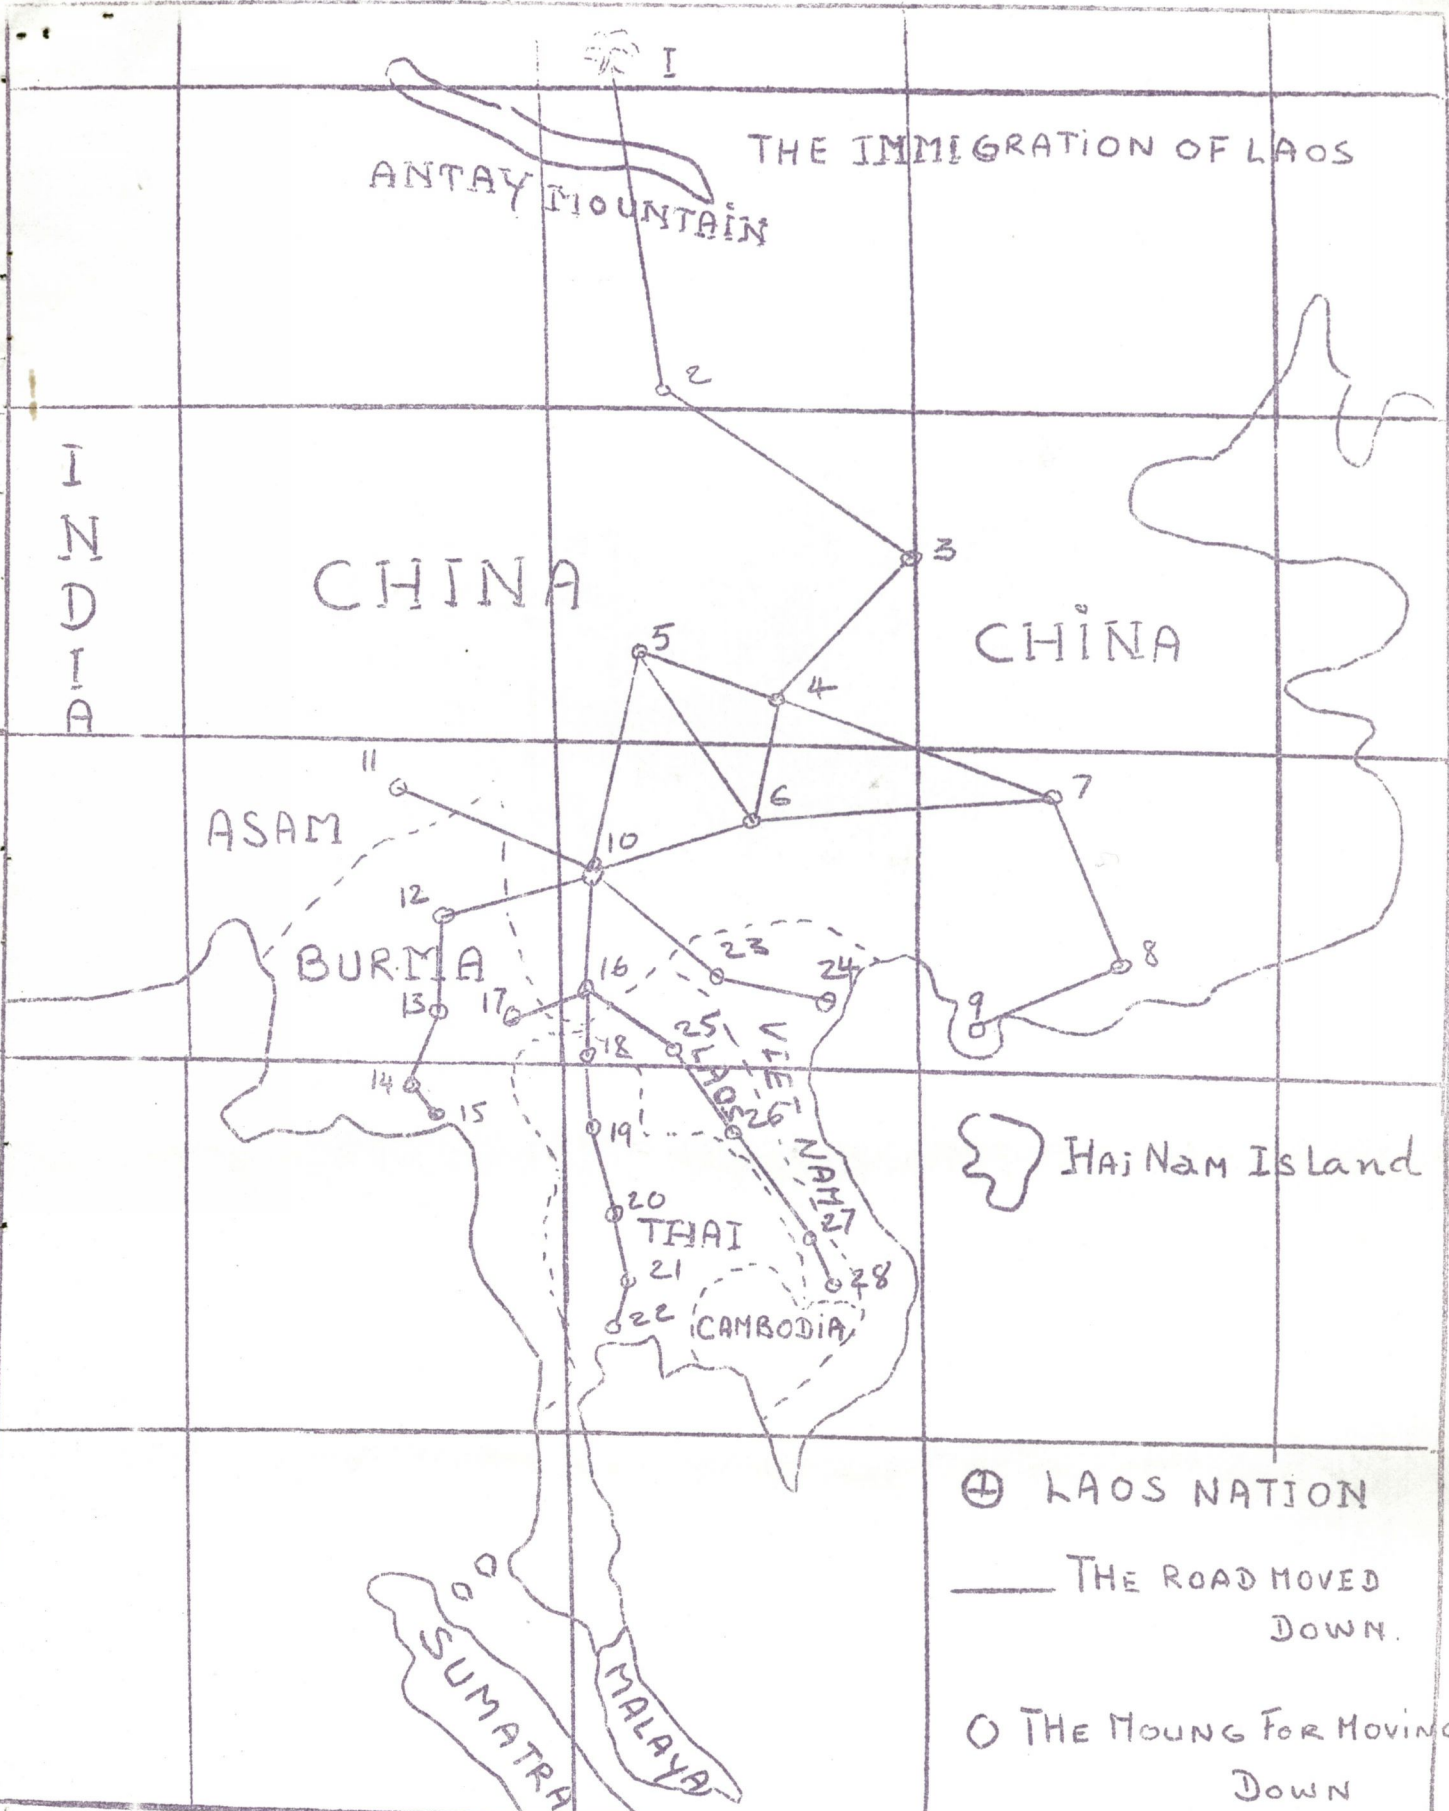 I
THE IMMIGRATION OF LAOS
ANTAY MOUNTAIN
2
INDIA
3
CHINA
CHINA
5
4
11
7
6
ASAM
10
12
23
8
BURMA
16
24
13
17
9
25
18
VIET
LAOS
14
15
26
19
NAM
HAi NaM ISLand
20
27
THAI
21
28
22
CAMBODiA
LAOS NATION
THE ROAD MOVED
DOWN.
SUMATRA
MALAYA
THE MOUNG FOR MOVING
DOWN